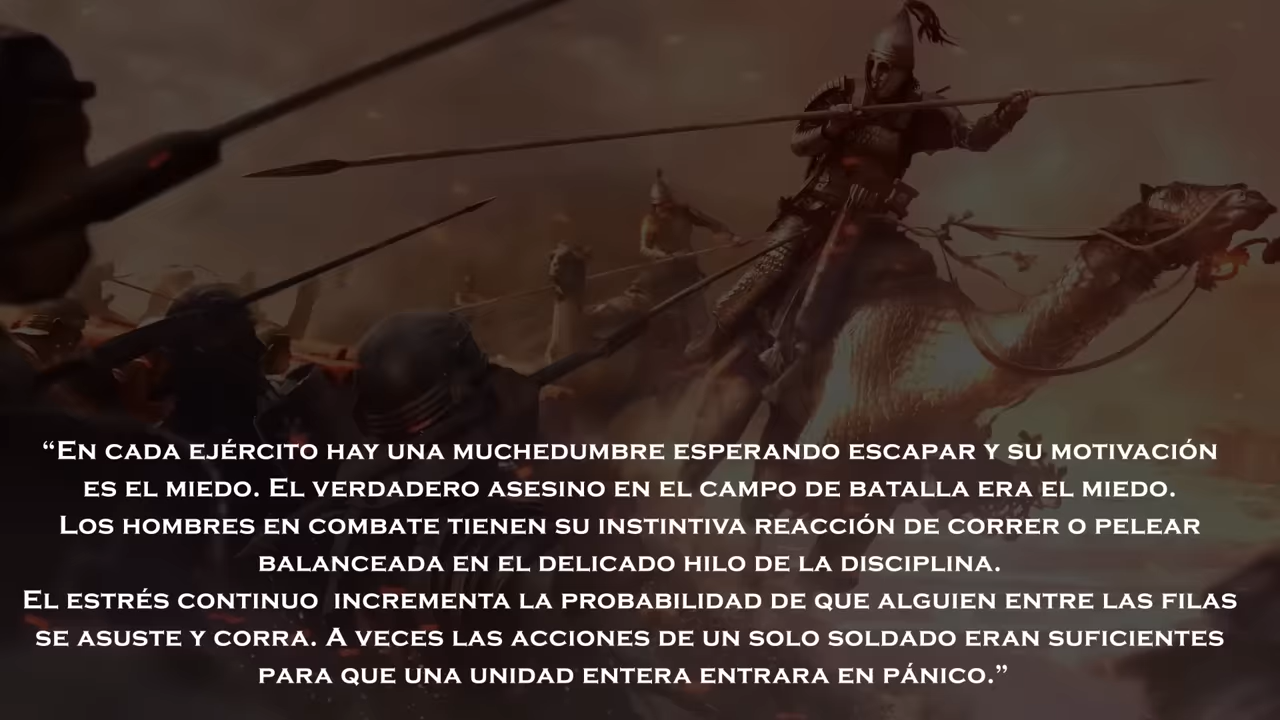 “En cada ejército hay una muchedumbre esperando escapar y su motivación
es el miedo. El verdadero asesino en el campo de batalla era el miedo.
Los hombres en combate tienen su instintiva reacción de correr o pelear
balanceada en el delicado hilo de la disciplina.
El estrés continuo  incrementa la probabilidad de que alguien entre las filas
se asuste y corra. A veces las acciones de un solo soldado eran suficientes
para que una unidad entera entrara en pánico.”